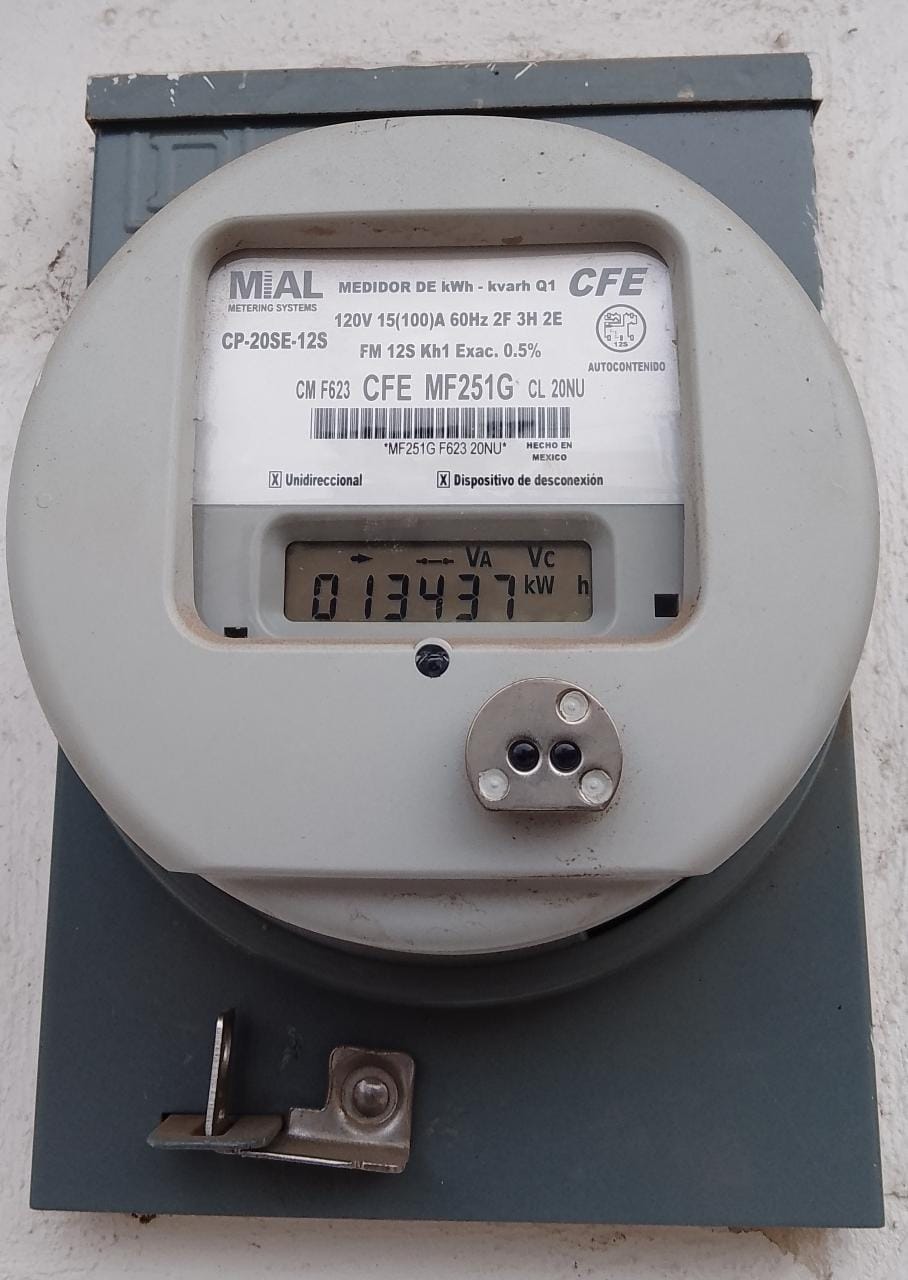 MIAL
METERING SYSTEMS
MEDIDOR DE kWh - kvarh Q1
CFE
120V 15(100)A 60Hz 2F 3H 2E
CP-20SE-12S
FM 12S Kh1 Exac. 0.5%
12S
AUTOCONTENIDO
CM F623 CFE MF251G CL 20NU
*MF251G F623 20NU*
HECHO EN
MEXICO
X Unidireccional
X Dispositivo de desconexión
VA VC
013437 kW h